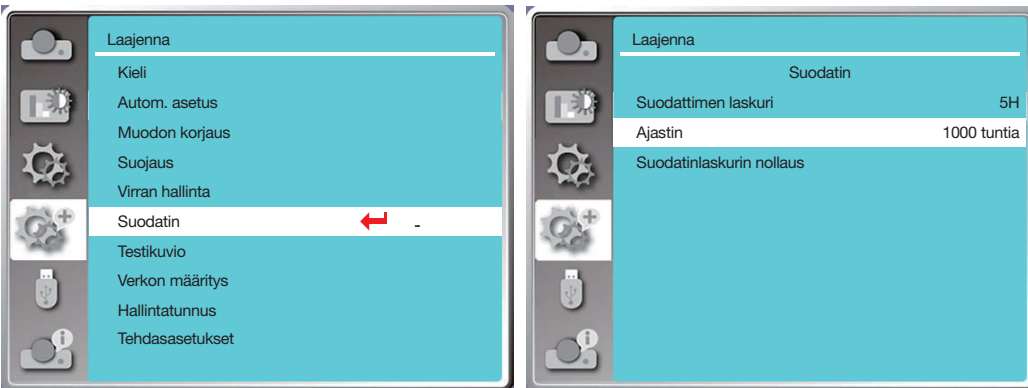 Laajenna
Kieli
Autom. asetus
Muodon korjaus
Suojaus
Virran hallinta
Suodatin -
Testikuvio
Verkon määritys
Hallintatunnus
Tehdasasetukset
Laajenna
Suodatin
Suodattimen laskuri 5H
Ajastin 1000 tuntia
Suodatinlaskurin nollaus